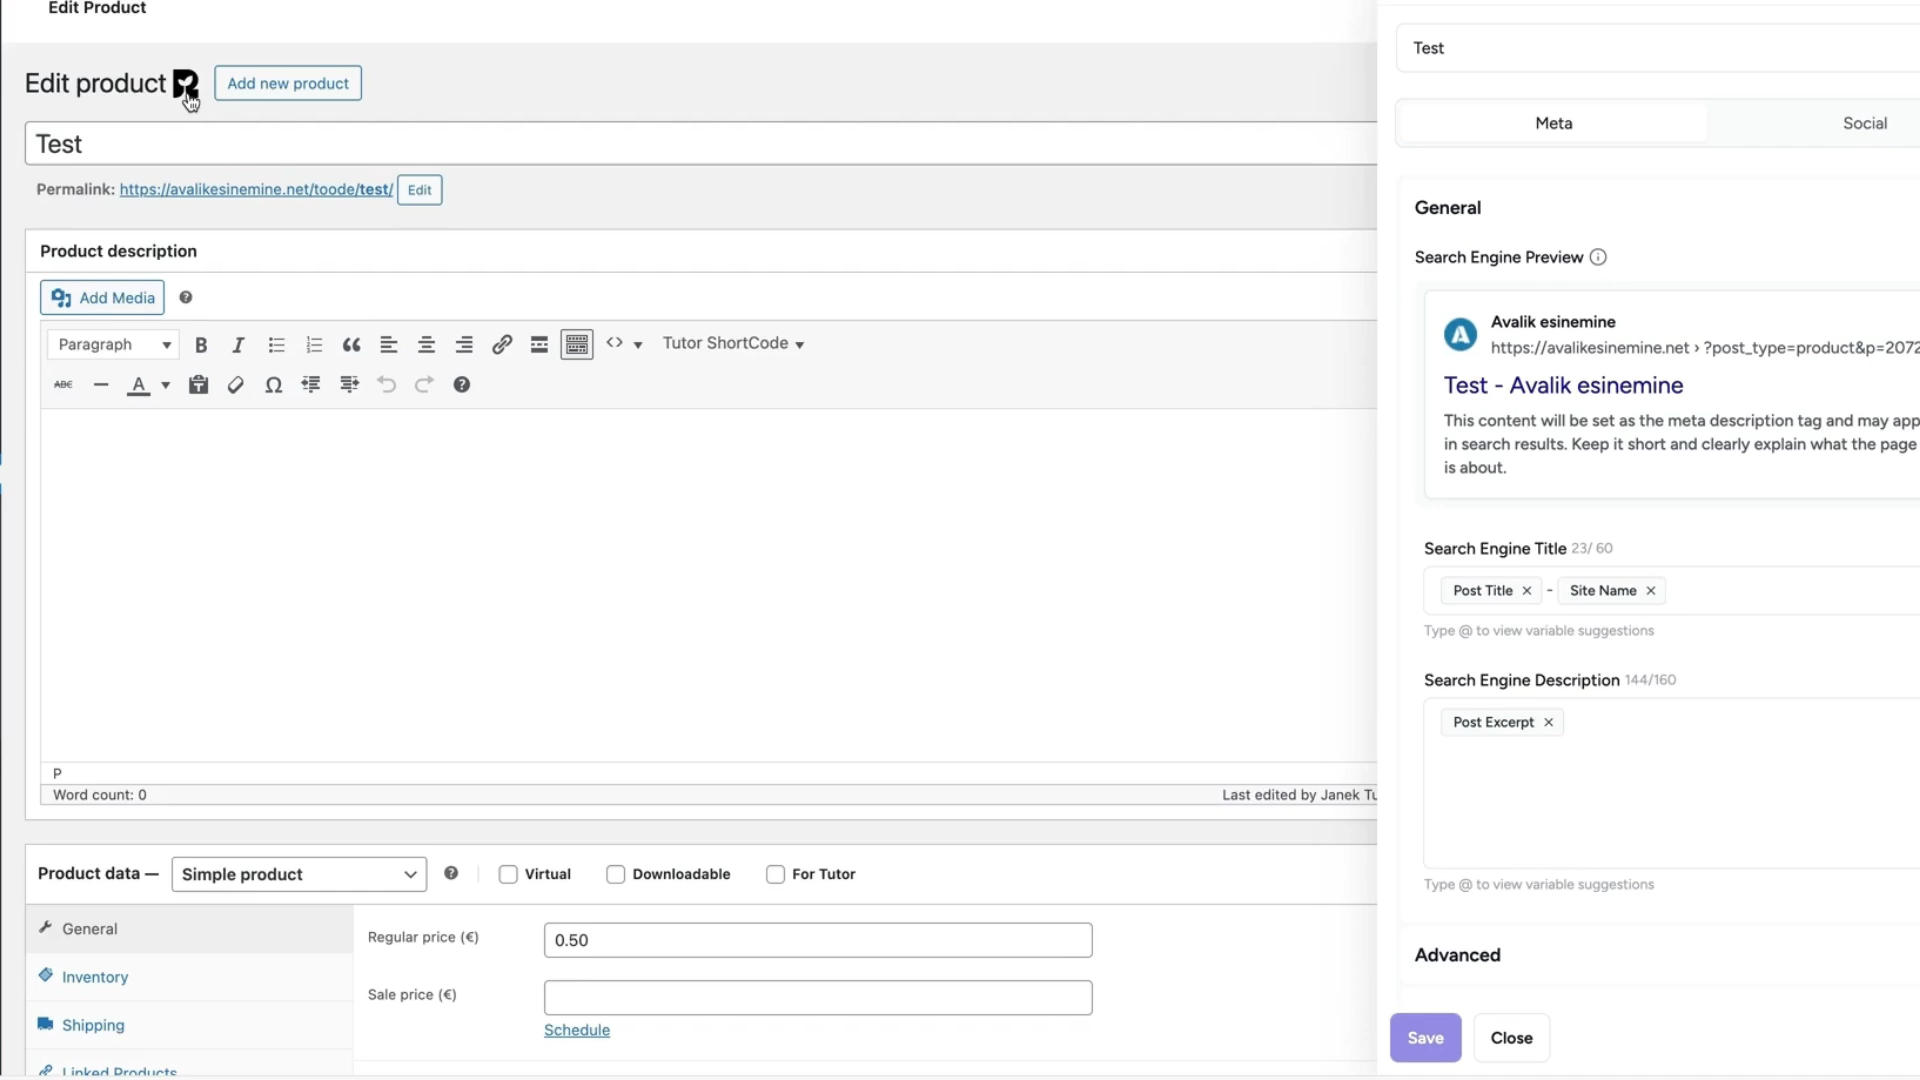 Edit Product
Edit product
Add new product
Test
Permalink: https://avalikesinemine.net/toode/test/
Edit
Product description
Add Media
Paragraph
Tutor ShortCode
ABC
P
Word count: 0
Last edited by Janek Tu
Product data —
Simple product
Virtual
Downloadable
For Tutor
General
Inventory
Shipping
Linked Products
Regular price (€)
0.50
Sale price (€)
Schedule
Test
Meta
Social
General
Search Engine Preview
Avalik esinemine
https://avalikesinemine.net › ?post_type=product&p=2072
Test - Avalik esinemine
This content will be set as the meta description tag and may app
in search results. Keep it short and clearly explain what the page
is about.
Search Engine Title 23/ 60
Post Title × - Site Name ×
Type @ to view variable suggestions
Search Engine Description 144/160
Post Excerpt ×
Type @ to view variable suggestions
Advanced
Save
Close